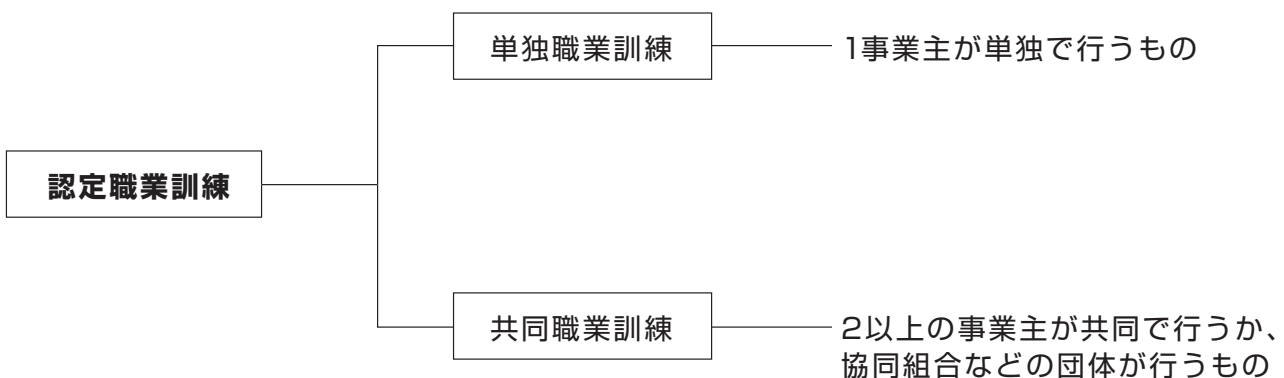 単独職業訓練
1事業主が単独で行うもの
認定職業訓練
共同職業訓練
2以上の事業主が共同で行うか、
協同組合などの団体が行うもの